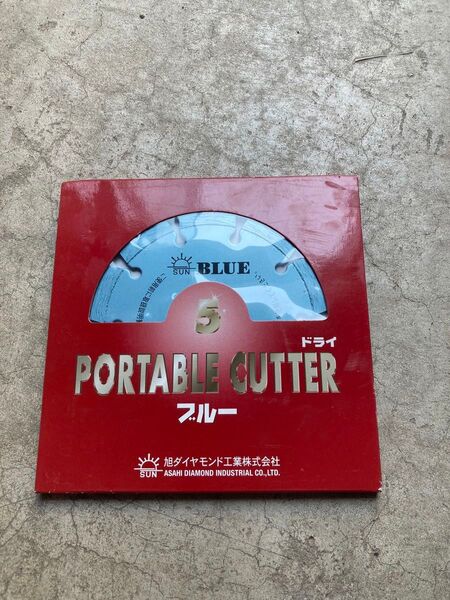 SUN BLUE
5
ドライ
PORTABLE CUTTER
ブルー
SUN 旭ダイヤモンド工業株式会社
ASAHI DIAMOND INDUSTRIAL CO.,LTD.